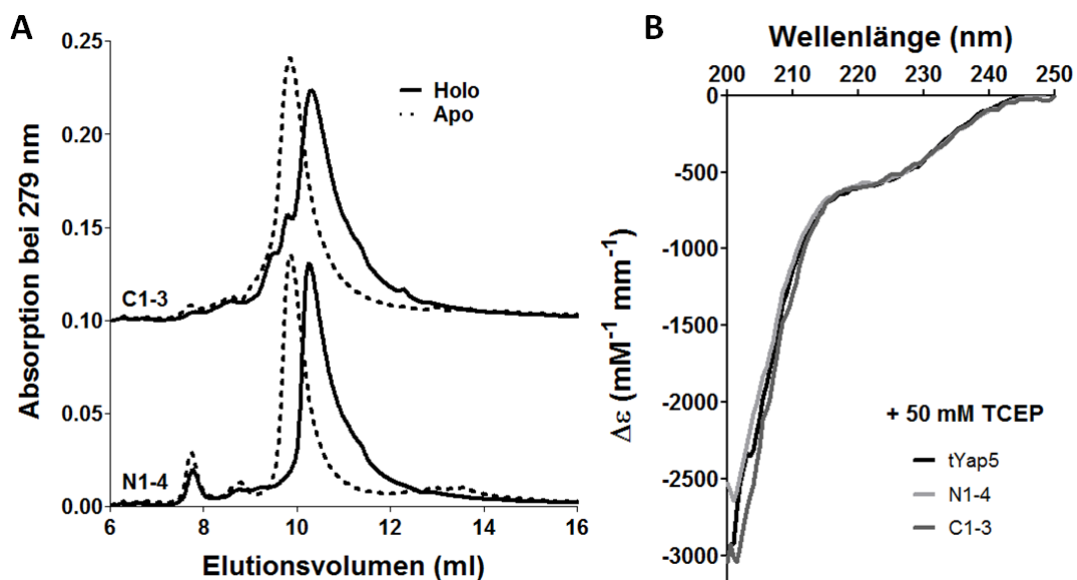 A
Absorption bei 279 nm
0.25
0.20
0.15
0.10
0.05
0.00
Holo
Apo
C1-3
N1-4
6 8 10 12 14 16
Elutionsvolumen (ml)
B
Wellenlänge (nm)
200 210 220 230 240 250
0
-500
-1000
-1500
-2000
-2500
-3000
Δε (mM⁻¹ mm⁻¹)
+ 50 mM TCEP
tYap5
N1-4
C1-3